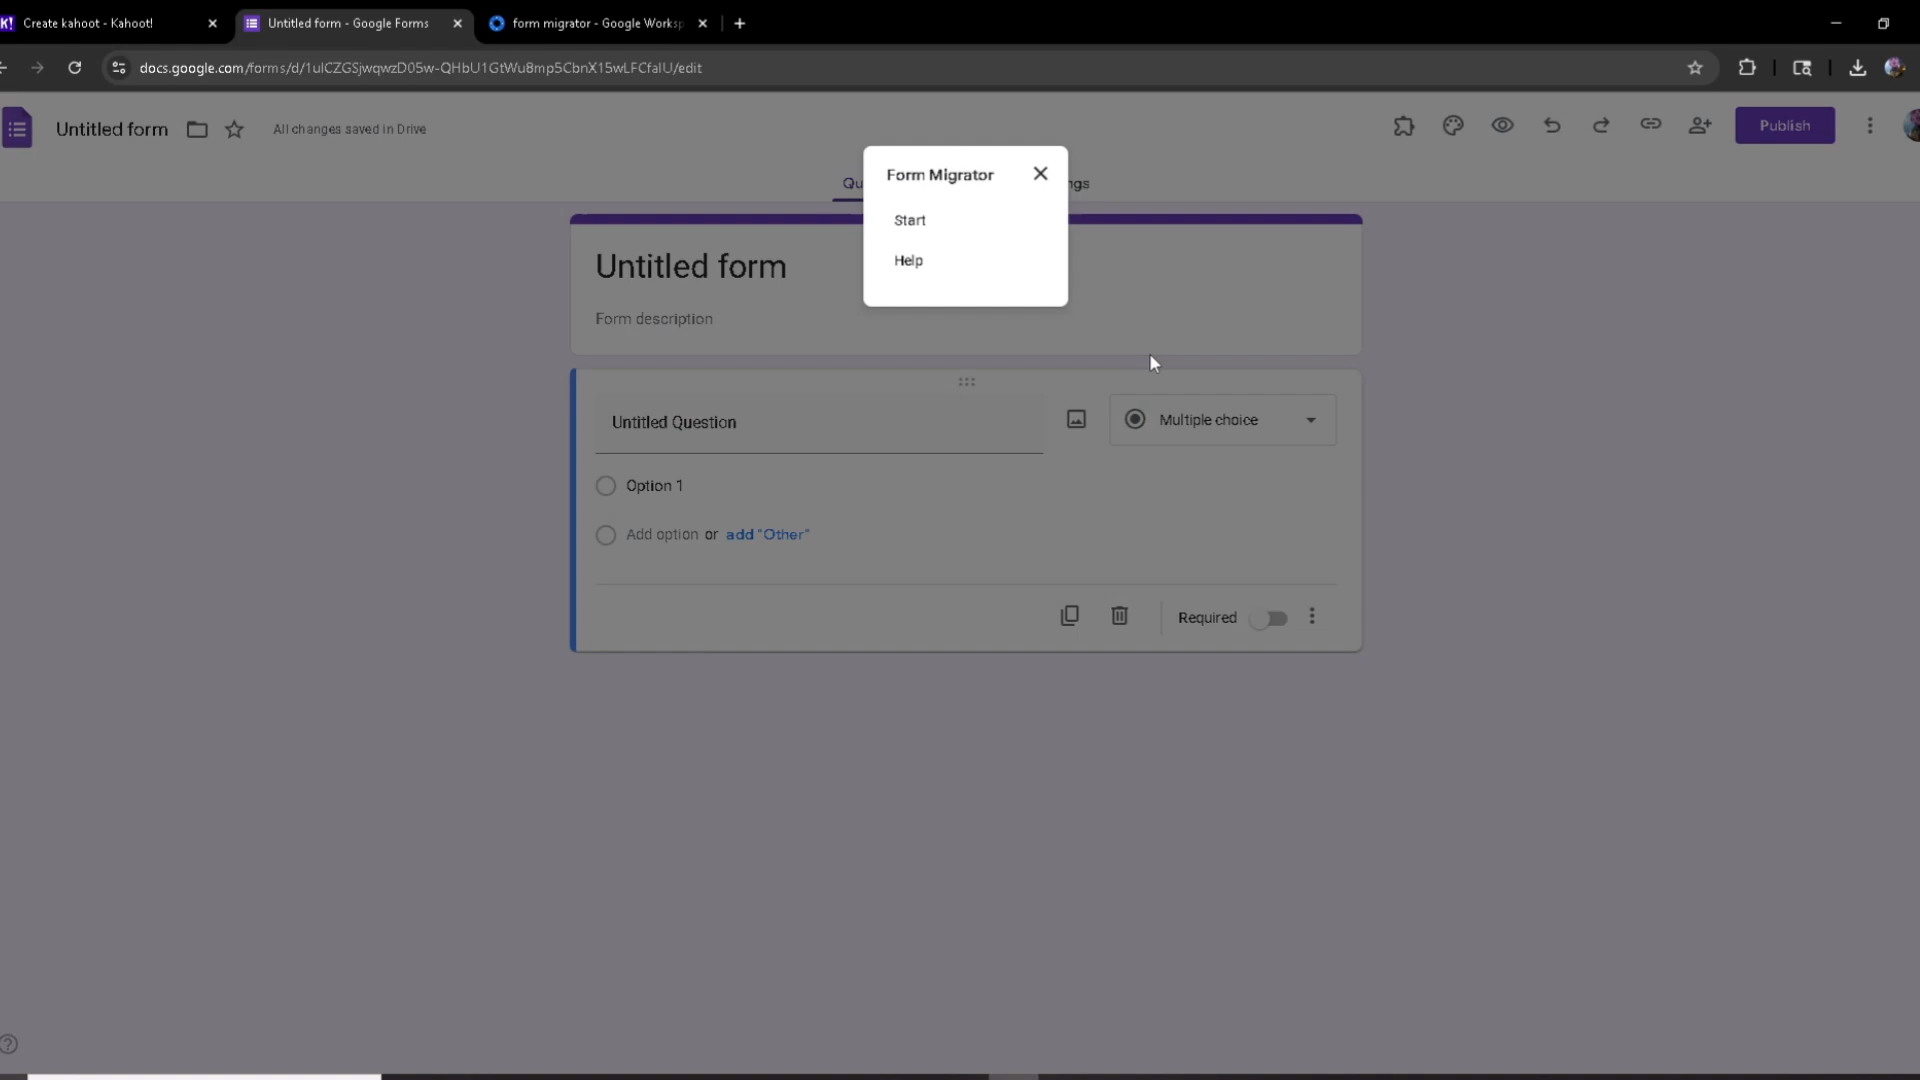 K! Create kahoot - Kahoot!
Untitled form - Google Forms
form migrator - Google Worksp
docs.google.com/forms/d/1ulCZGSjwqwzD05w-QHbU1GtWu8mp5CbnX15wLFCfaIU/edit
Untitled form
All changes saved in Drive
Publish
Qu
ngs
Form Migrator
Start
Help
Untitled form
Form description
Untitled Question
Multiple choice
Option 1
Add option or add "Other"
Required